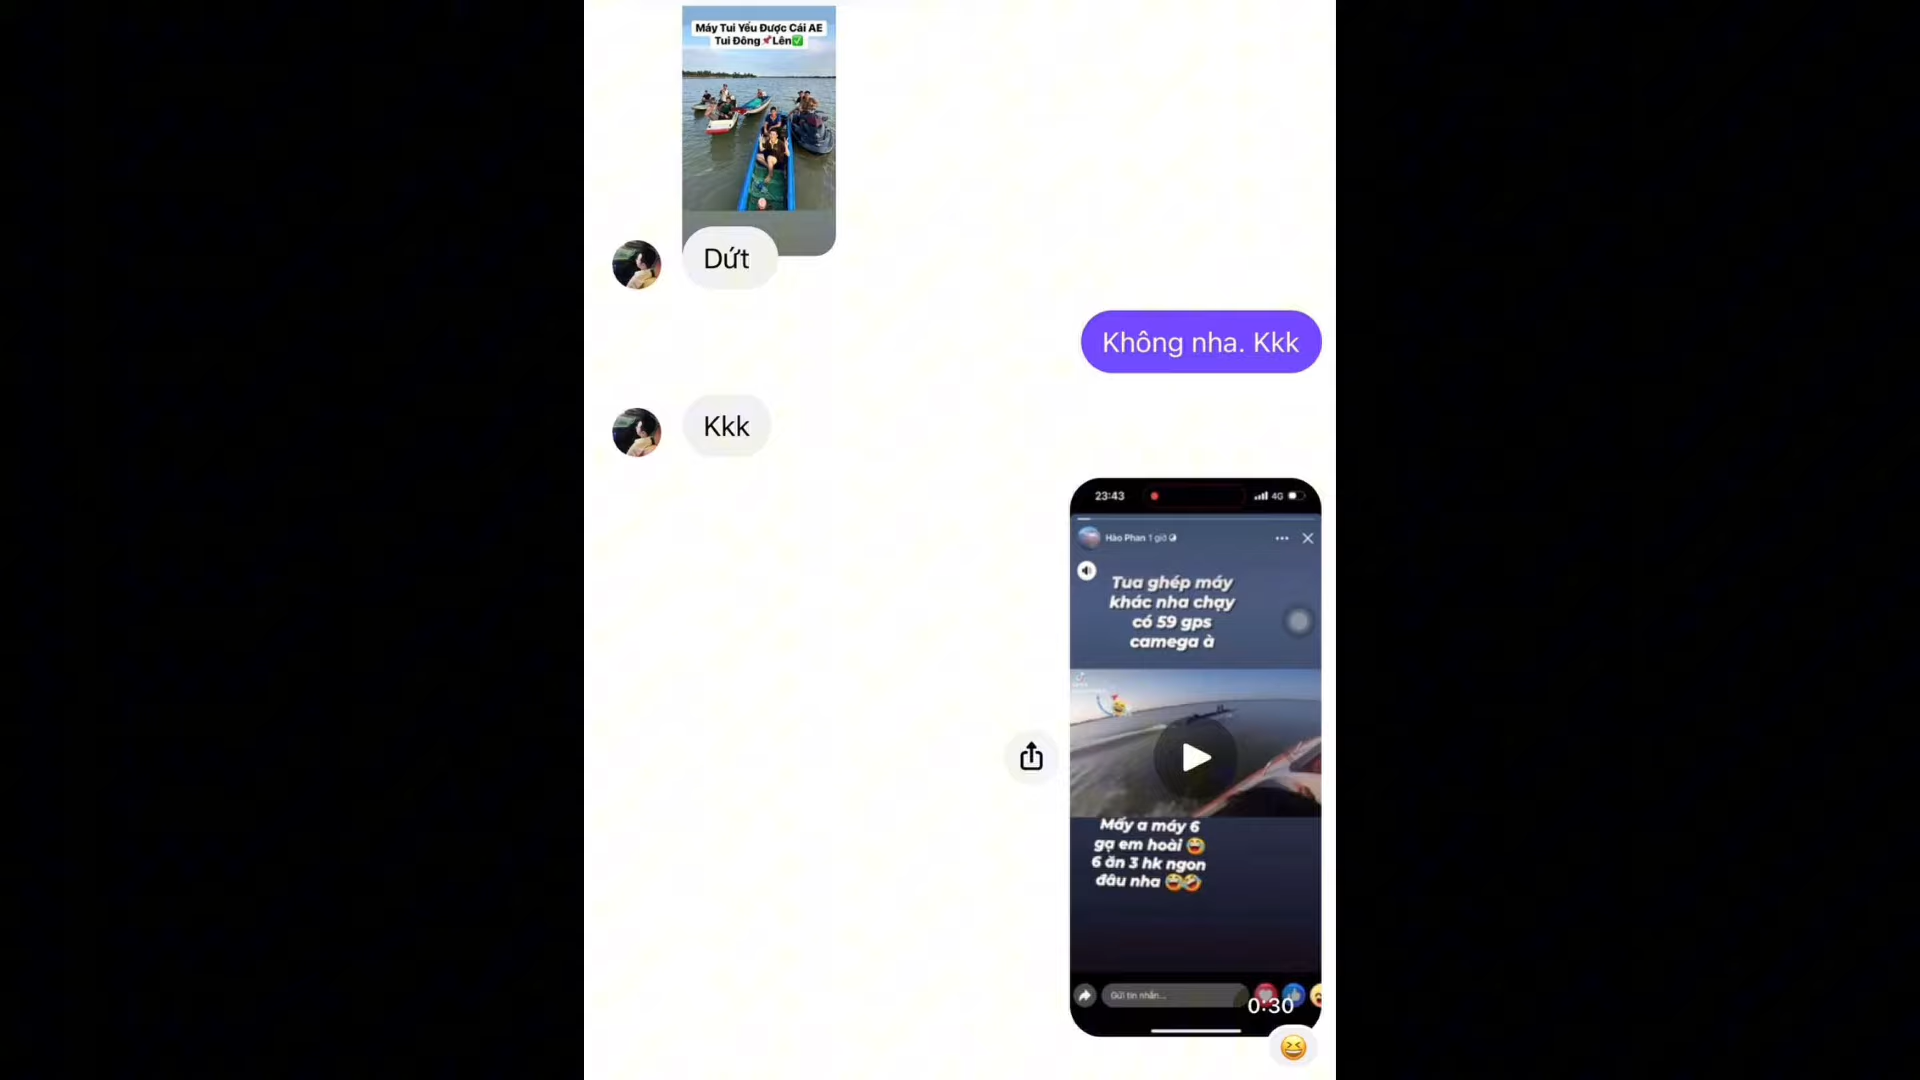 Máy Tui Yếu Được Cái AE
Tui Đông📌Lên✅
Dứt
Không nha. Kkk
Kkk
23:43
4G
Hào Phan 1 giờ
Tua ghép máy
khác nha chạy
có 59 gps
camega à
Mấy a máy 6
gạ em hoài 😂
6 ăn 3 hk ngon
đâu nha 😂🤣
Gửi tin nhắn...
0:30